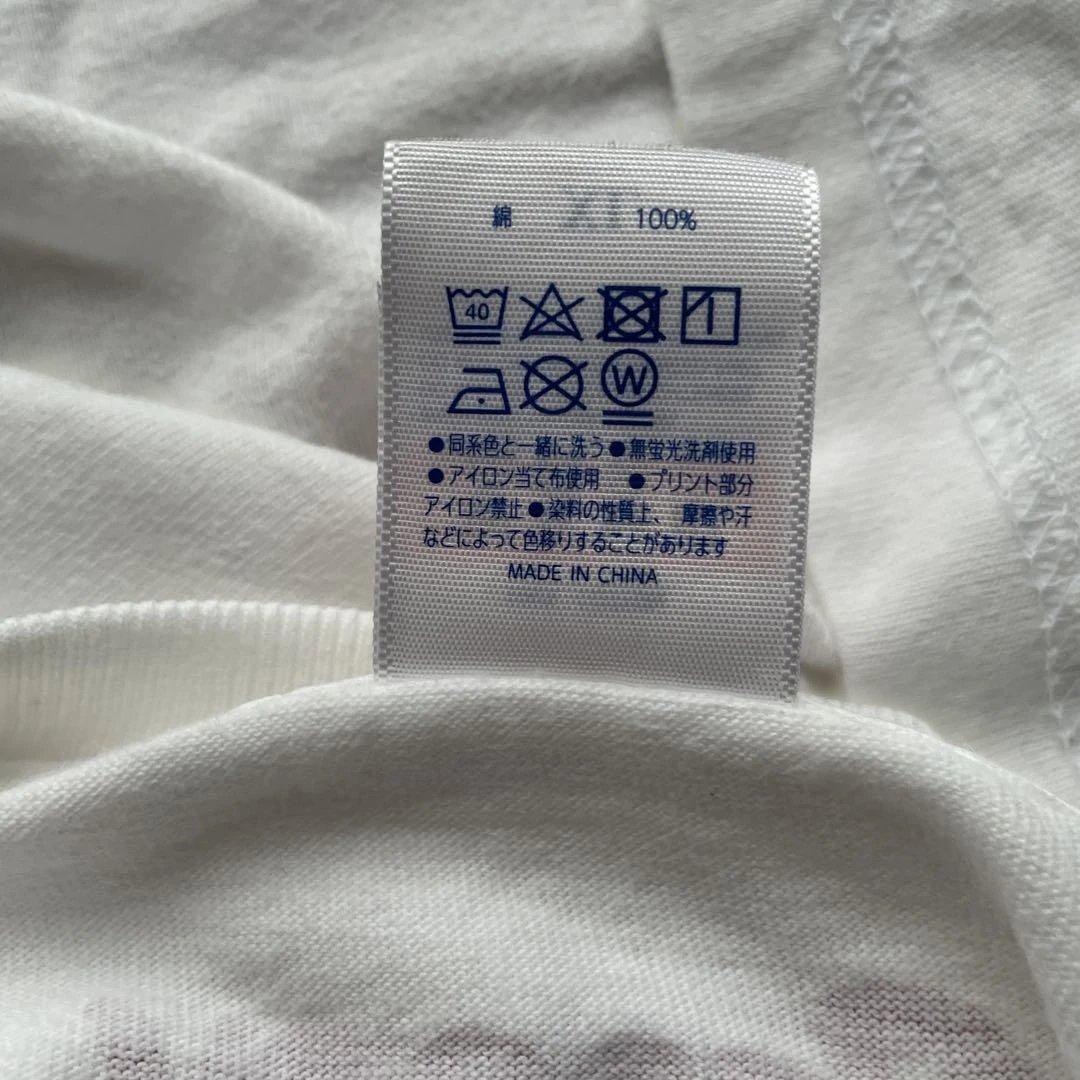 綿 100%
40
W
●同系色と一緒に洗う●無蛍光洗剤使用
●アイロン当て布使用 ●プリント部分
アイロン禁止●染料の性質上、摩擦や汗
などによって色移りすることがあります
MADE IN CHINA